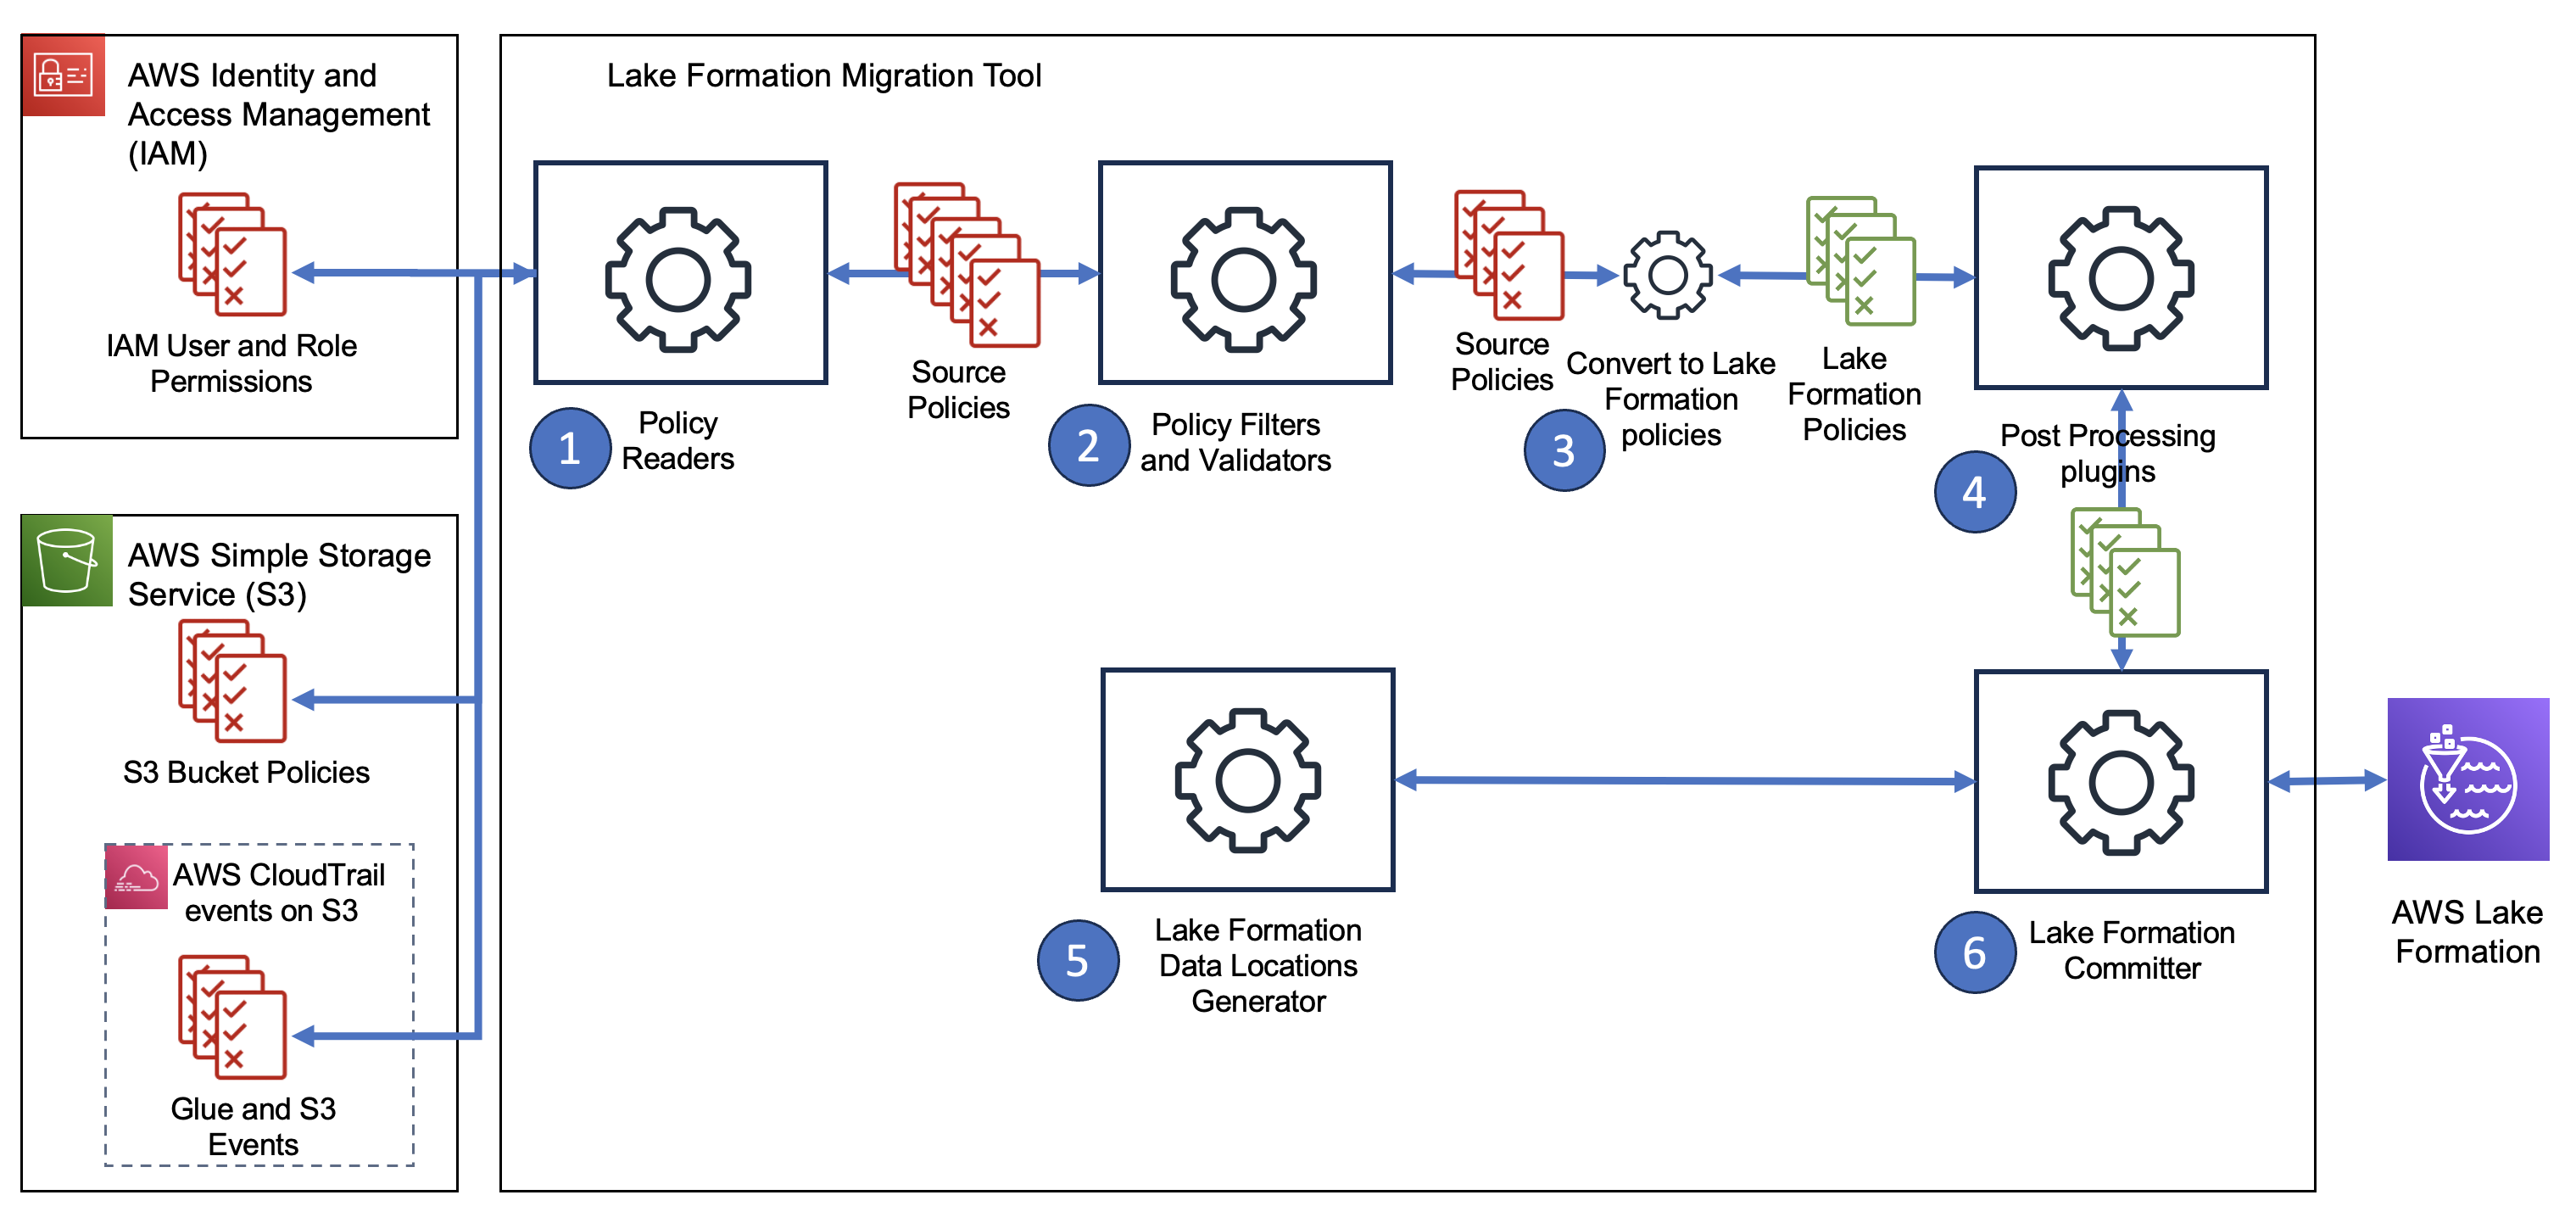 AWS Identity and
Access Management
(IAM)
IAM User and Role
Permissions
AWS Simple Storage
Service (S3)
S3 Bucket Policies
AWS CloudTrail
events on S3
Glue and S3
Events
Lake Formation Migration Tool
1
Policy
Readers
Source
Policies
2
Policy Filters
and Validators
Source
Policies
3
Convert to Lake
Formation
policies
Lake
Formation
Policies
4
Post Processing
plugins
5
Lake Formation
Data Locations
Generator
6
Lake Formation
Committer
AWS Lake
Formation